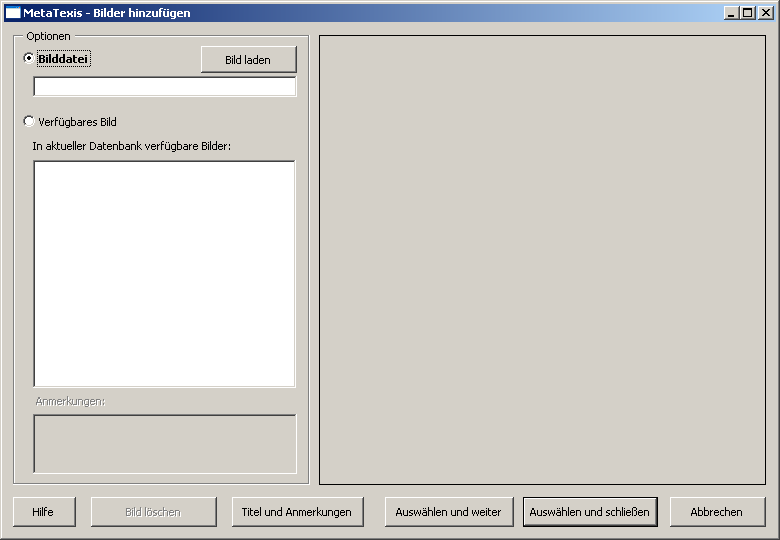 MetaTexis - Bilder hinzufügen
Optionen
Bilddatei
Bild laden
Verfügbares Bild
In aktueller Datenbank verfügbare Bilder:
Anmerkungen:
Hilfe
Bild löschen
Titel und Anmerkungen
Auswählen und weiter
Auswählen und schließen
Abbrechen